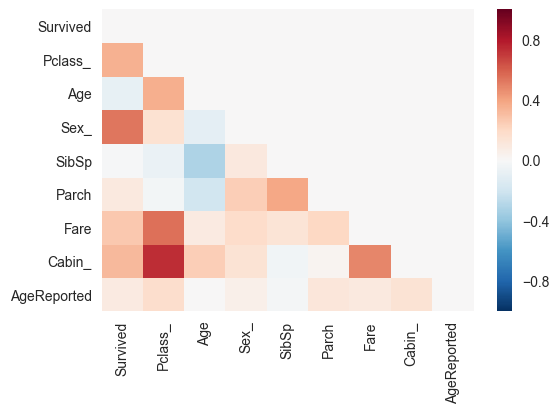 Survived
Pclass_
Age
Sex_
SibSp
Parch
Fare
Cabin_
AgeReported
Survived
Pclass_
Age
Sex_
SibSp
Parch
Fare
Cabin_
AgeReported
0.8
0.4
0.0
−0.4
−0.8